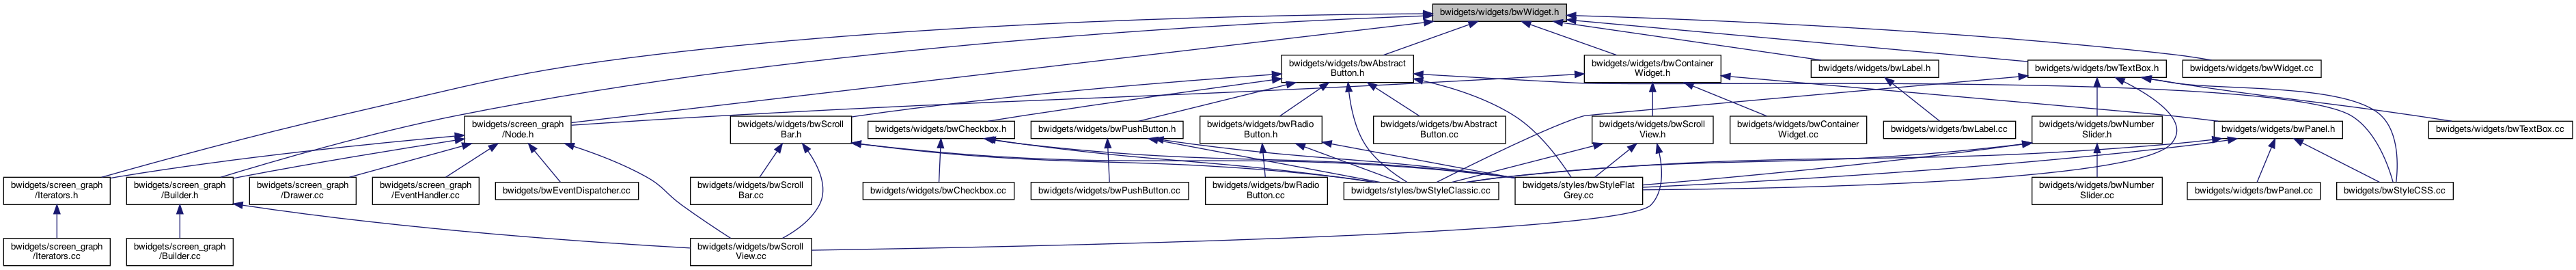 bwidgets/widgets/bwWidget.h
bwidgets/widgets/bwAbstract
Button.h
bwidgets/widgets/bwContainer
Widget.h
bwidgets/widgets/bwLabel.h
bwidgets/widgets/bwTextBox.h
bwidgets/widgets/bwWidget.cc
bwidgets/screen_graph
/Node.h
bwidgets/widgets/bwScroll
Bar.h
bwidgets/widgets/bwCheckbox.h
bwidgets/widgets/bwPushButton.h
bwidgets/widgets/bwRadio
Button.h
bwidgets/widgets/bwAbstract
Button.cc
bwidgets/widgets/bwScroll
View.h
bwidgets/widgets/bwContainer
Widget.cc
bwidgets/widgets/bwLabel.cc
bwidgets/widgets/bwNumber
Slider.h
bwidgets/widgets/bwPanel.h
bwidgets/widgets/bwTextBox.cc
bwidgets/screen_graph
/Iterators.h
bwidgets/screen_graph
/Builder.h
bwidgets/screen_graph
/Drawer.cc
bwidgets/screen_graph
/EventHandler.cc
bwidgets/bwEventDispatcher.cc
bwidgets/widgets/bwScroll
Bar.cc
bwidgets/widgets/bwCheckbox.cc
bwidgets/widgets/bwPushButton.cc
bwidgets/widgets/bwRadio
Button.cc
bwidgets/styles/bwStyleClassic.cc
bwidgets/styles/bwStyleFlat
Grey.cc
bwidgets/widgets/bwNumber
Slider.cc
bwidgets/widgets/bwPanel.cc
bwidgets/bwStyleCSS.cc
bwidgets/screen_graph
/Iterators.cc
bwidgets/screen_graph
/Builder.cc
bwidgets/widgets/bwScroll
View.cc